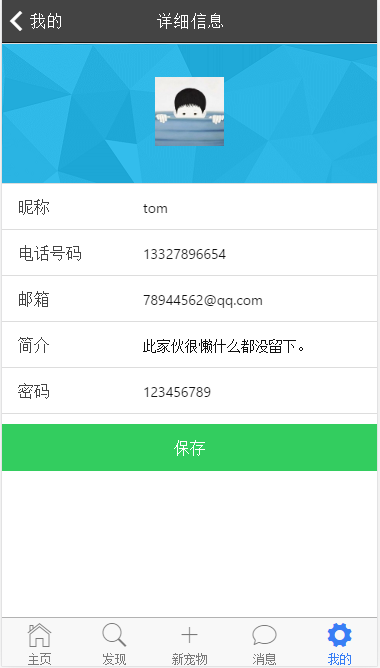 我的 详细信息
昵称 tom
电话号码 13327896654
邮箱 78944562@qq.com
简介 此家伙很懒什么都没留下。
密码 123456789
保存
主页 发现 新宠物 消息 我的